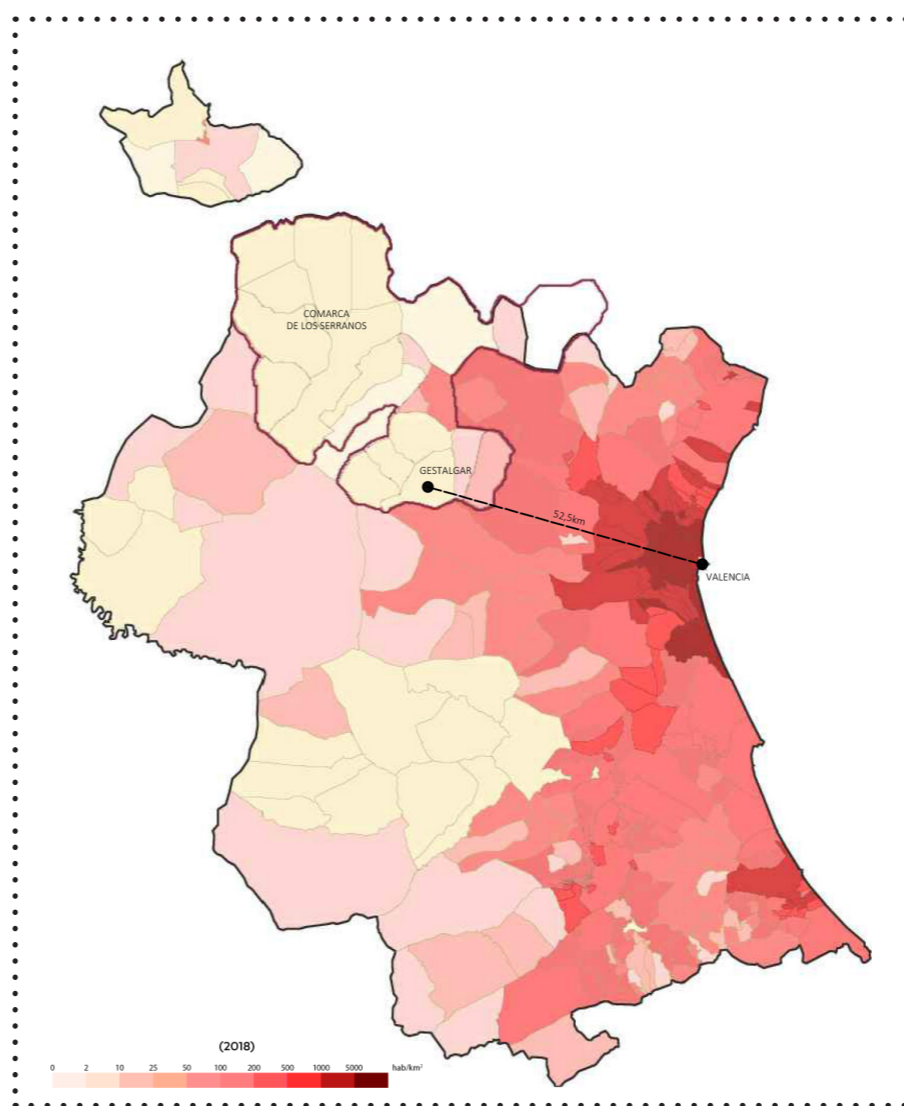 COMARCA
DE LOS SERRANOS
GESTALGAR
52,5km
VALENCIA
(2018)
0 2 10 25 50 100 200 500 1000 5000 hab/km²